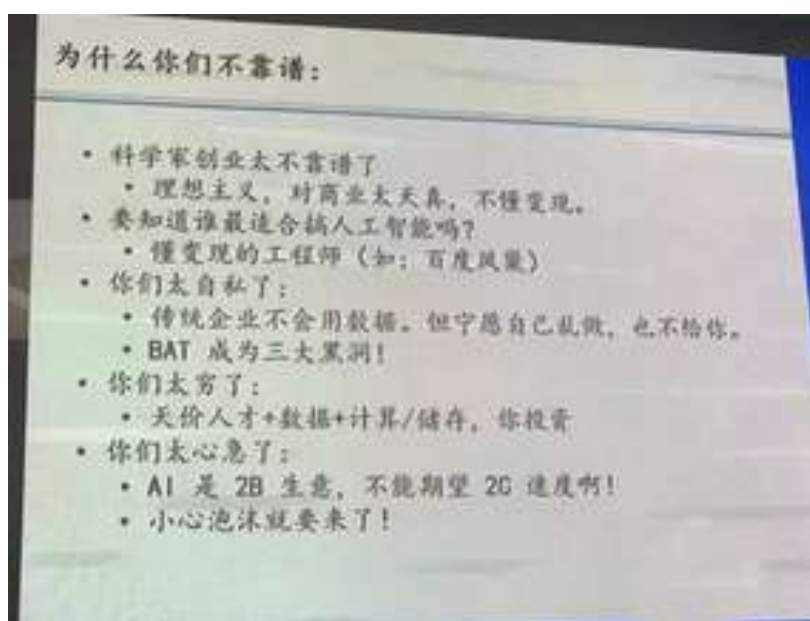 为什么你们不靠谱：
• 科学家创业太不靠谱了
• 理想主义，对商业太天真，不懂变现。
• 要知道谁最适合搞人工智能吗？
• 懂变现的工程师（如：百度凤巢）
• 你们太自私了：
• 传统企业不会用数据。但宁愿自己乱做，也不给你。
• BAT 成为三大黑洞！
• 你们太穷了：
• 天价人才+数据+计算/储存，你投资
• 你们太心急了：
• AI 是 2B 生意，不能期望 2C 速度啊！
• 小心泡沫就要来了！